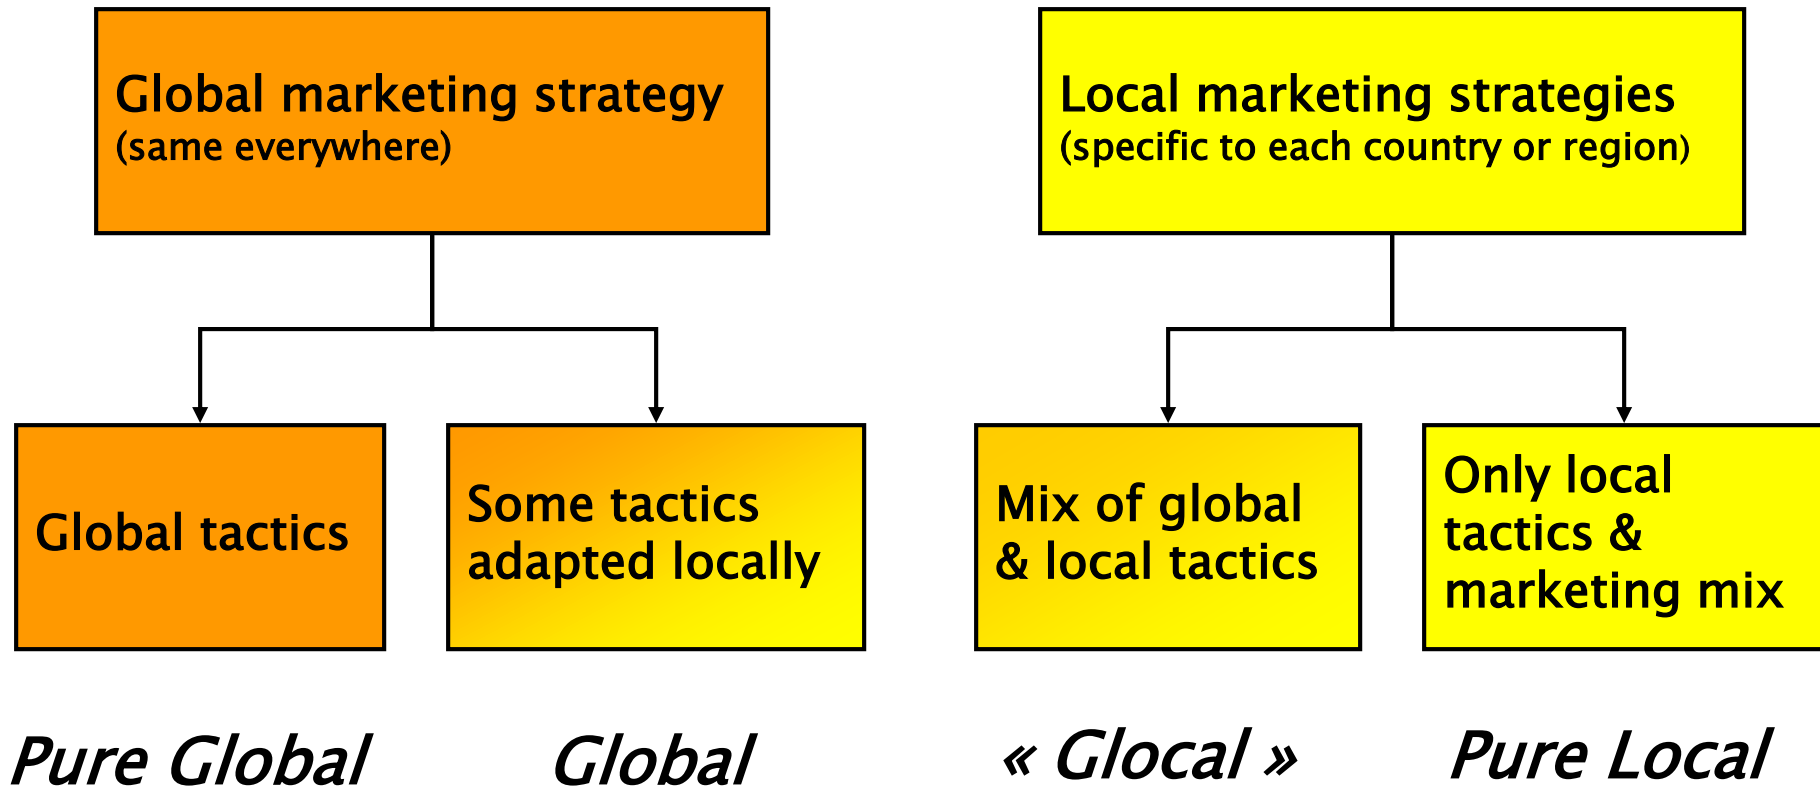 Global marketing strategy
(same everywhere)
Local marketing strategies
(specific to each country or region)
Global tactics
Some tactics
adapted locally
Mix of global
& local tactics
Only local
tactics &
marketing mix
Pure Global
Global
« Glocal »
Pure Local